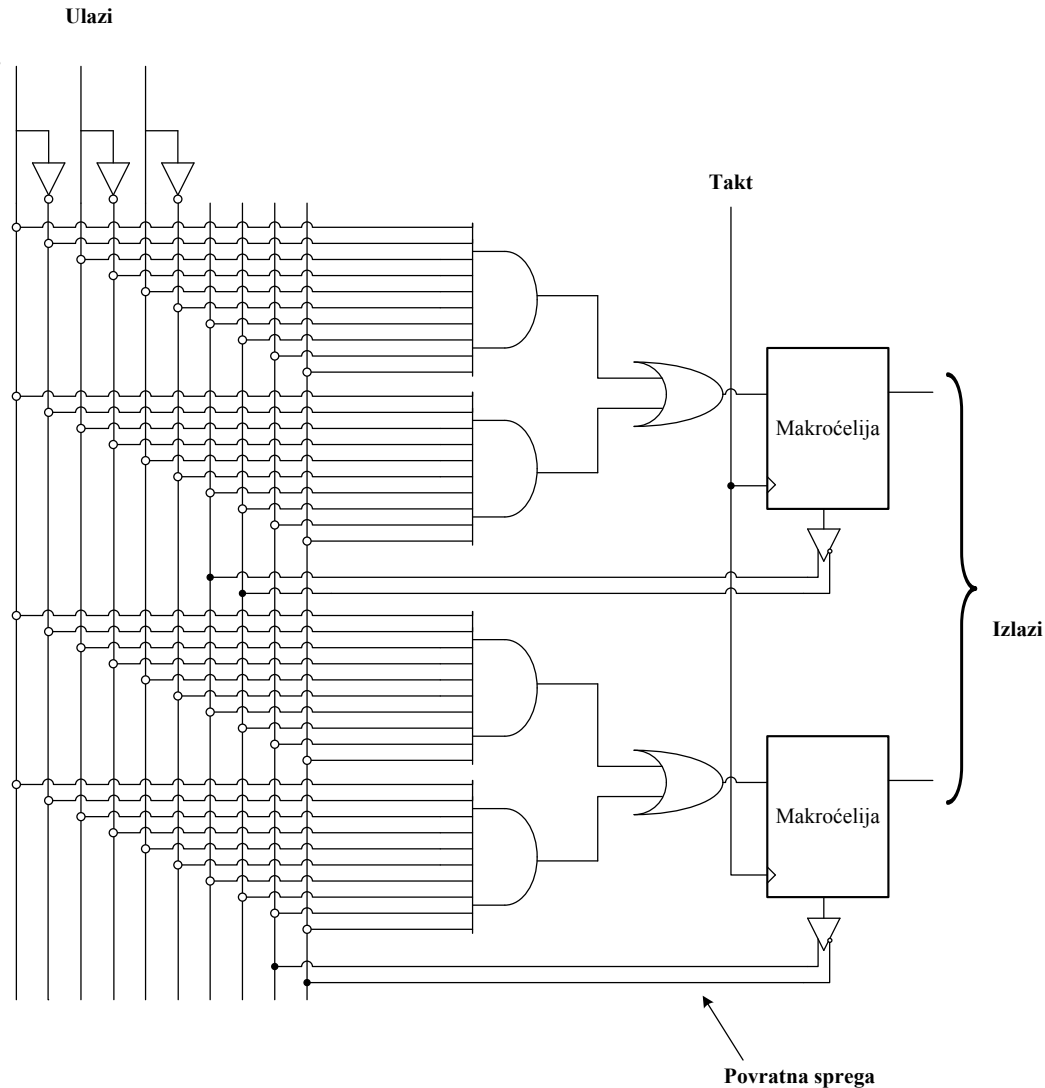 Ulazi
Takt
Makroćelija
Izlazi
Makroćelija
Povratna sprega